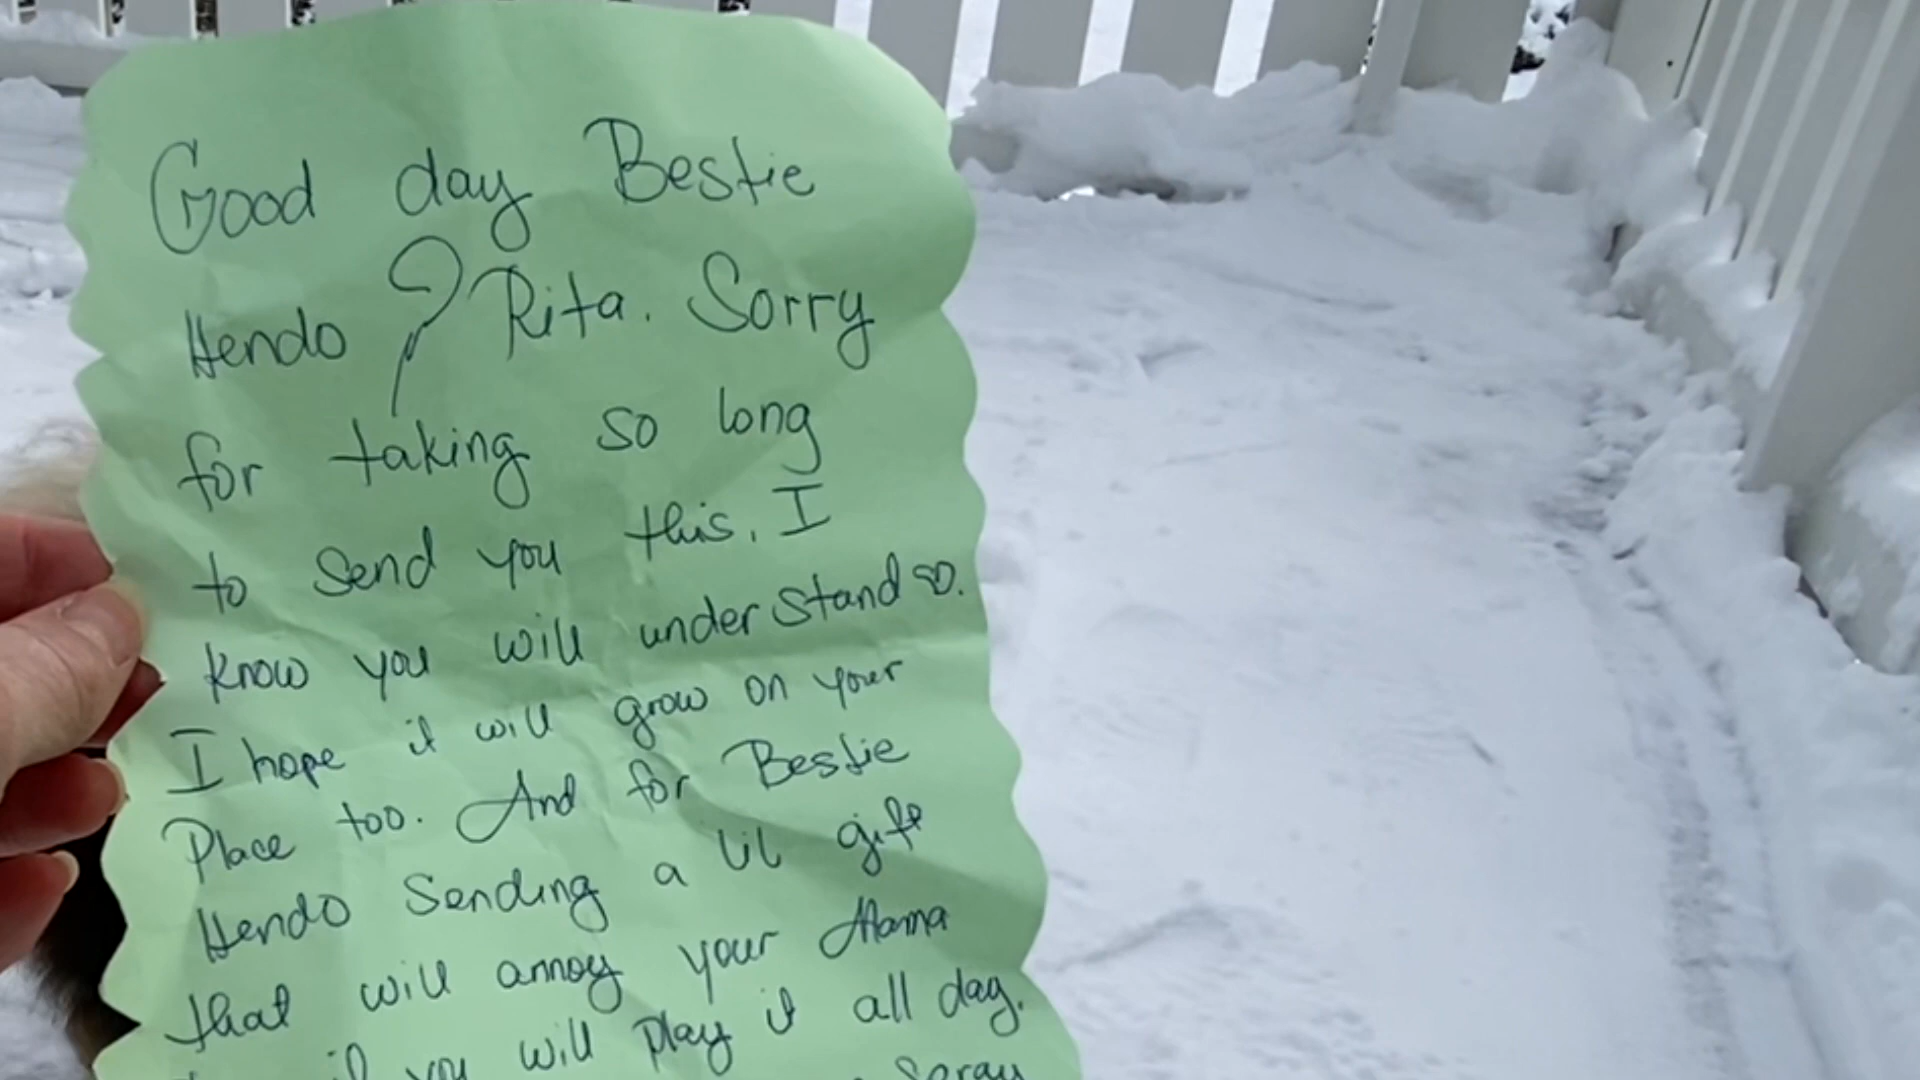 Good day Bestie
Hendo & Rita. Sorry
for taking so long
to send you this. I
know you will understand ♡.
I hope it will grow on your
Place too. And for Bestie
Hendo Sending a lil gift
that will annoy your Mama
if you will Play it all day.